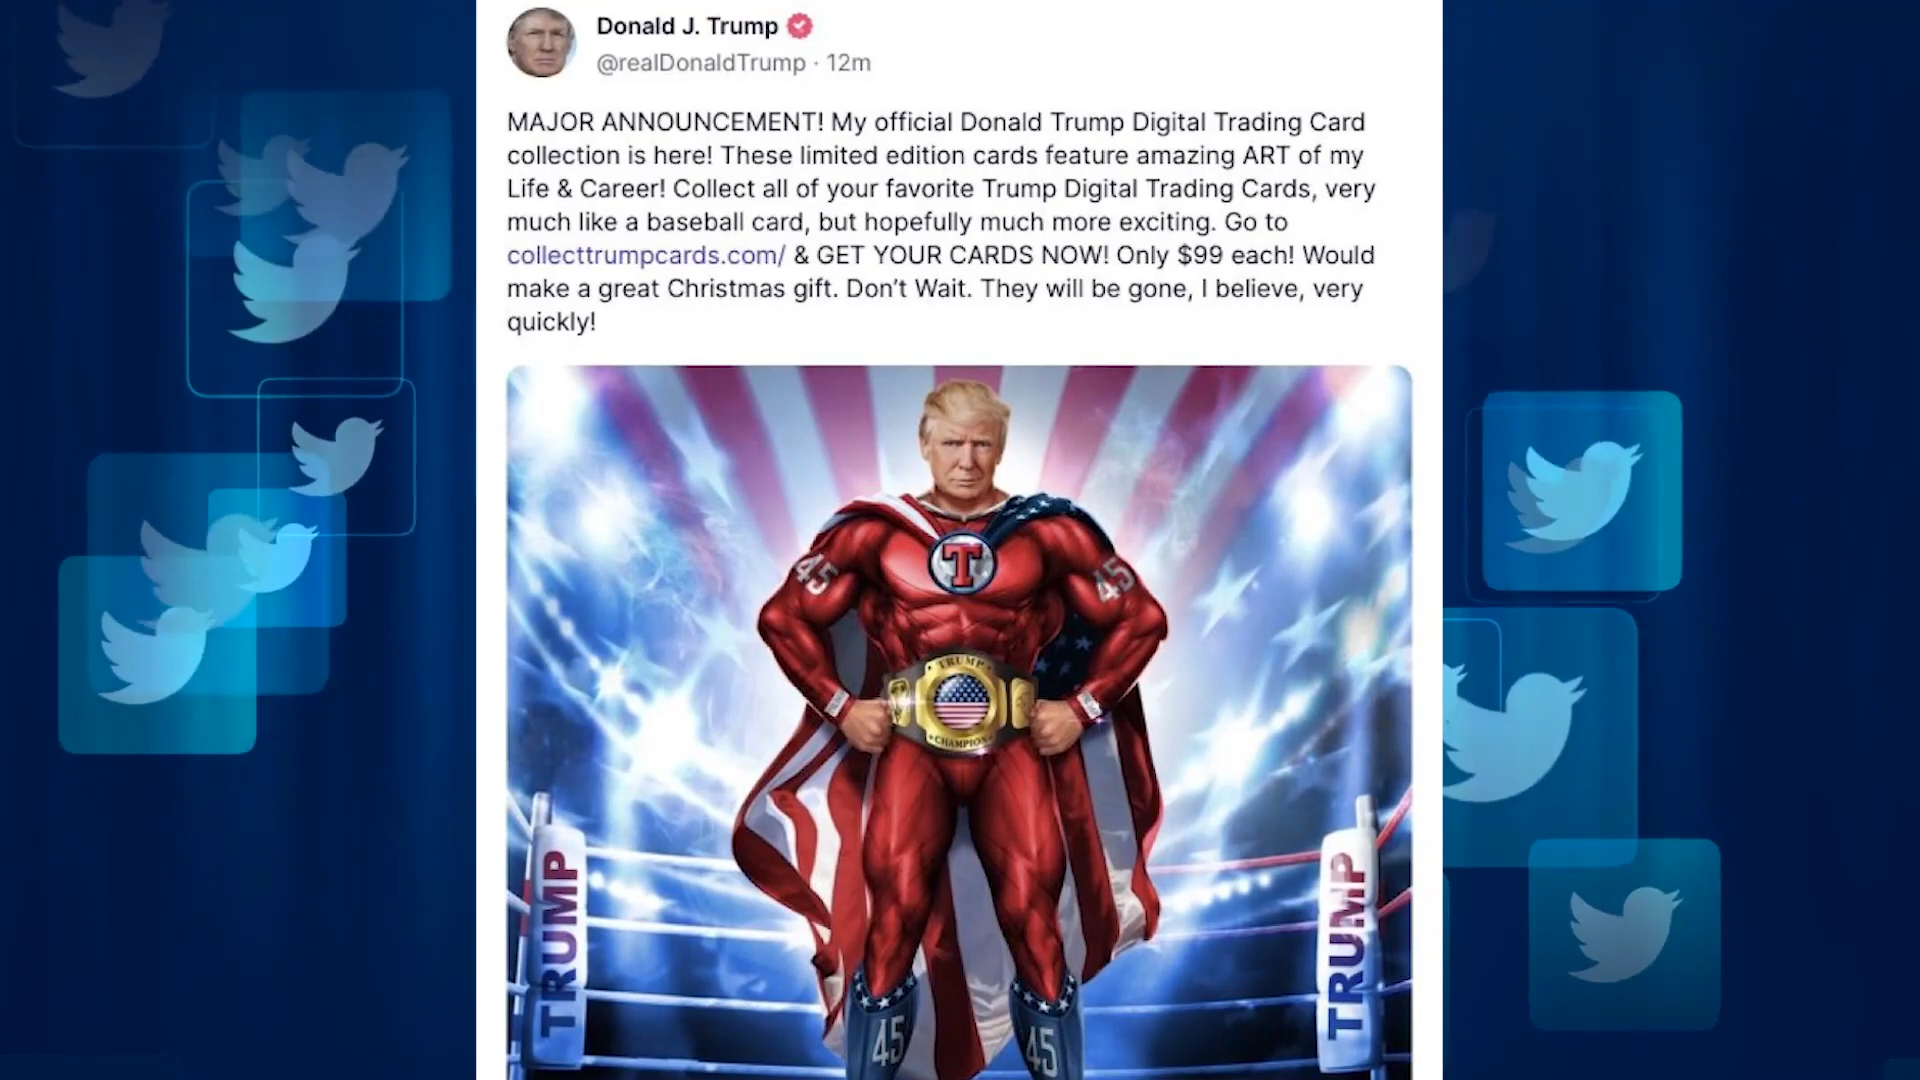 Donald J. Trump
@realDonaldTrump · 12m
MAJOR ANNOUNCEMENT! My official Donald Trump Digital Trading Card
collection is here! These limited edition cards feature amazing ART of my
Life & Career! Collect all of your favorite Trump Digital Trading Cards, very
much like a baseball card, but hopefully much more exciting. Go to
collecttrumpcards.com/ & GET YOUR CARDS NOW! Only $99 each! Would
make a great Christmas gift. Don’t Wait. They will be gone, I believe, very
quickly!
T
45
45
TRUMP
CHAMPION
TRUMP
TRUMP
45
45